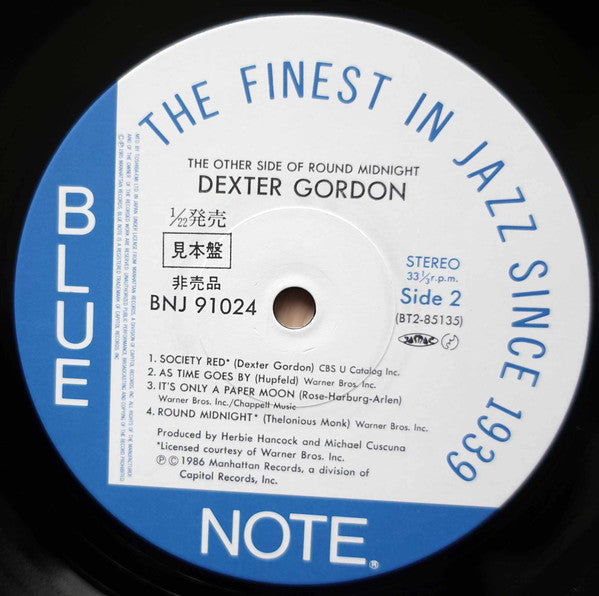 THE FINEST IN JAZZ SINCE 1939
THE OTHER SIDE OF ROUND MIDNIGHT
DEXTER GORDON
1/22発売
見本盤
非売品
BNJ 91024
STEREO
33⅓r.p.m.
Side 2
(BT2-85135)
1. SOCIETY RED* (Dexter Gordon) CBS U Catalog Inc.
2. AS TIME GOES BY (Hupfeld) Warner Bros. Inc.
3. IT'S ONLY A PAPER MOON (Rose-Harburg-Arlen)
Warner Bros. Inc./Chappell Music
4. ROUND MIDNIGHT* (Thelonious Monk) Warner Bros. Inc.
Produced by Herbie Hancock and Michael Cuscuna
*Licensed courtesy of Warner Bros. Inc.
Ⓟ Ⓒ 1986 Manhattan Records, a division of
Capitol Records, Inc.
BLUE
NOTE®